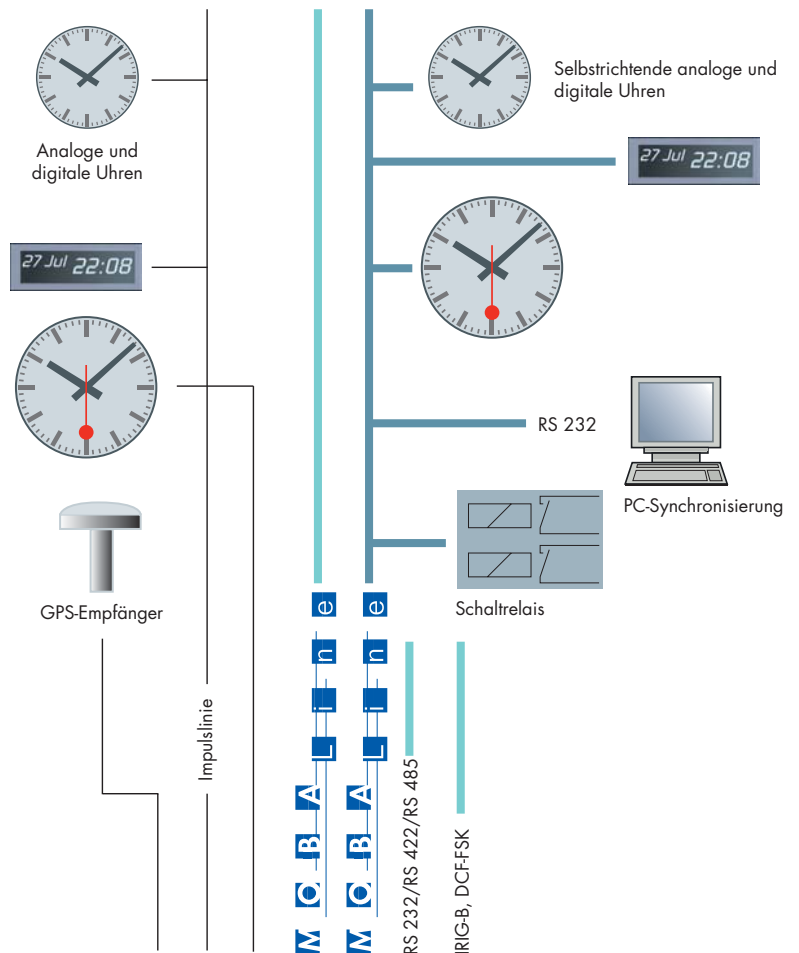 Analoge und
digitale Uhren
Selbstrichtende analoge und
digitale Uhren
27 Jul 22:08
27 Jul 22:08
RS 232
PC-Synchronisierung
GPS-Empfänger
Schaltrelais
Impulslinie
MOBALine
MOBALine
RS 232/RS 422/RS 485
IRIG-B, DCF-FSK